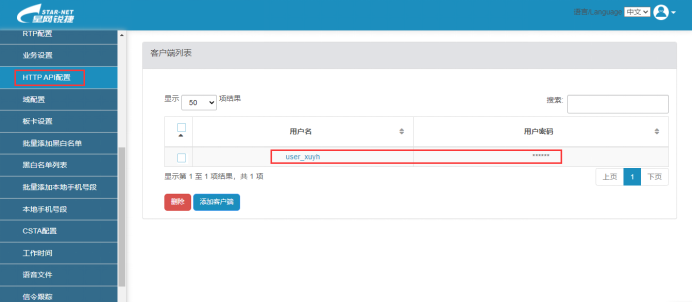 STAR-NET
星网锐捷
语言/Language 中文
RTP配置
业务设置
HTTP API配置
域配置
板卡设置
批量添加黑白名单
黑白名单列表
批量添加本地手机号段
本地手机号段
CSTA配置
工作时间
语音文件
信令跟踪
客户端列表
显示 50 项结果
搜索:
用户名 用户密码
user_xuyh ******
显示第 1 至 1 项结果，共 1 项
上页 1 下页
删除 添加客户端